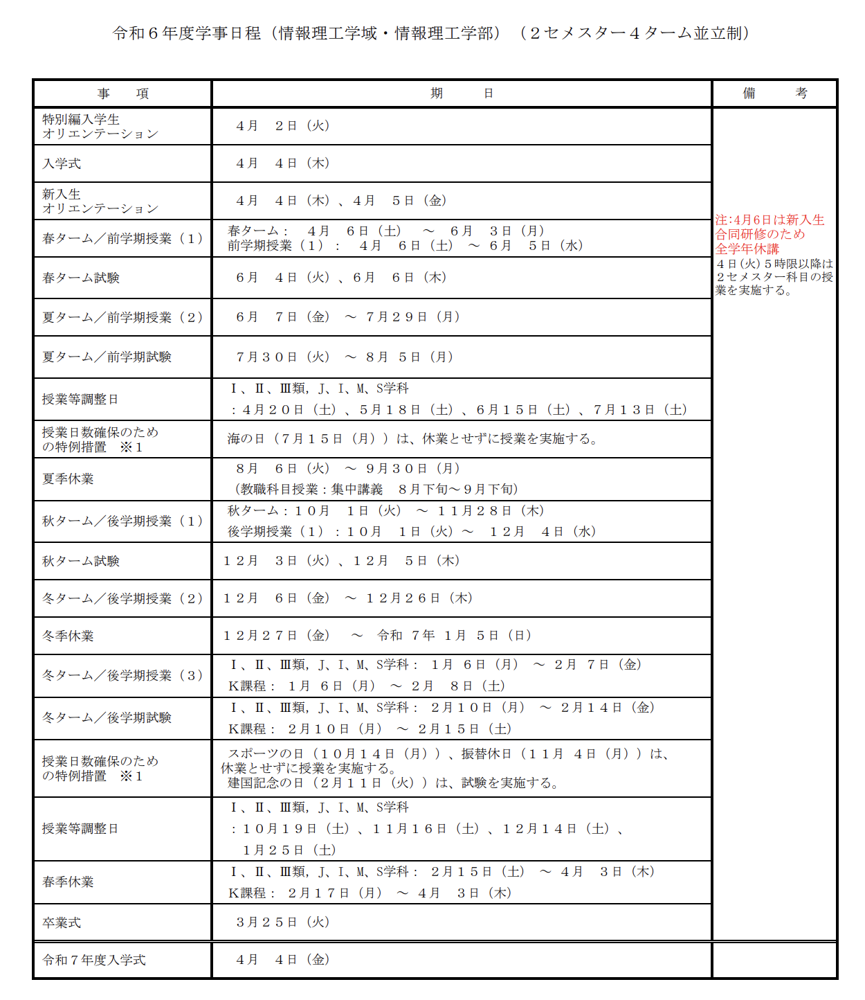 令和６年度学事日程（情報理工学域・情報理工学部）（２セメスター４ターム並立制）
事　　項
期　　　日
備　　　考
特別編入学生
オリエンテーション
４月　２日（火）
入学式
４月　４日（木）
新入生
オリエンテーション
４月　４日（木）、４月　５日（金）
春ターム／前学期授業（１）
春ターム：　４月　６日（土）　～　６月　３日（月）
前学期授業（１）：　４月　６日（土）　～ ６月　５日（水）
注:4月6日は新入生
合同研修のため
全学年休講
４日(火)５時限以降は
２セメスター科目の授
業を実施する。
春ターム試験
６月　４日（火）、６月　６日（木）
夏ターム／前学期授業（２）
６月　７日（金）　～ ７月２９日（月）
夏ターム／前学期試験
７月３０日（火）　～ ８月 ５日（月）
授業等調整日
Ⅰ、Ⅱ、Ⅲ類, J、I、M、S学科
：４月２０日（土）、５月１８日（土）、６月１５日（土）、７月１３日（土）
授業日数確保のため
の特例措置　※１
海の日（７月１５日（月））は、休業とせずに授業を実施する。
夏季休業
８月　６日（火）　～ ９月３０日（月）
（教職科目授業：集中講義　８月下旬～９月下旬）
秋ターム／後学期授業（１）
秋ターム：１０月　１日（火）　～ １１月２８日（木）
後学期授業（１）：１０月　１日（火）～　１２月　４日（水）
秋ターム試験
１２月　３日（火）、１２月　５日（木）
冬ターム／後学期授業（２）
１２月　６日（金）　～ １２月２６日（木）
冬季休業
１２月２７日（金）　～　令和 ７年 １月 ５日（日）
冬ターム／後学期授業（３）
Ⅰ、Ⅱ、Ⅲ類, J、I、M、S学科： １月 ６日（月）　～ ２月 ７日（金）
Ｋ課程： １月 ６日（月）　～ ２月　８日（土）
冬ターム／後学期試験
Ⅰ、Ⅱ、Ⅲ類, J、I、M、S学科： ２月１０日（月）　～ ２月１４日（金）
Ｋ課程： ２月１０日（月）　～ ２月１５日（土）
授業日数確保のため
の特例措置　※１
スポーツの日（１０月１４日（月））、振替休日（１１月 ４日（月））は、
休業とせずに授業を実施する。
建国記念の日（２月１１日（火））は、試験を実施する。
授業等調整日
Ⅰ、Ⅱ、Ⅲ類, J、I、M、S学科
：１０月１９日（土）、１１月１６日（土）、１２月１４日（土）、
１月２５日（土）
春季休業
Ⅰ、Ⅱ、Ⅲ類, J、I、M、S学科： ２月１５日（土）　～ ４月　３日（木）
Ｋ課程： ２月１７日（月）　～ ４月　３日（木）
卒業式
３月２５日（火）
令和７年度入学式
４月　４日（金）